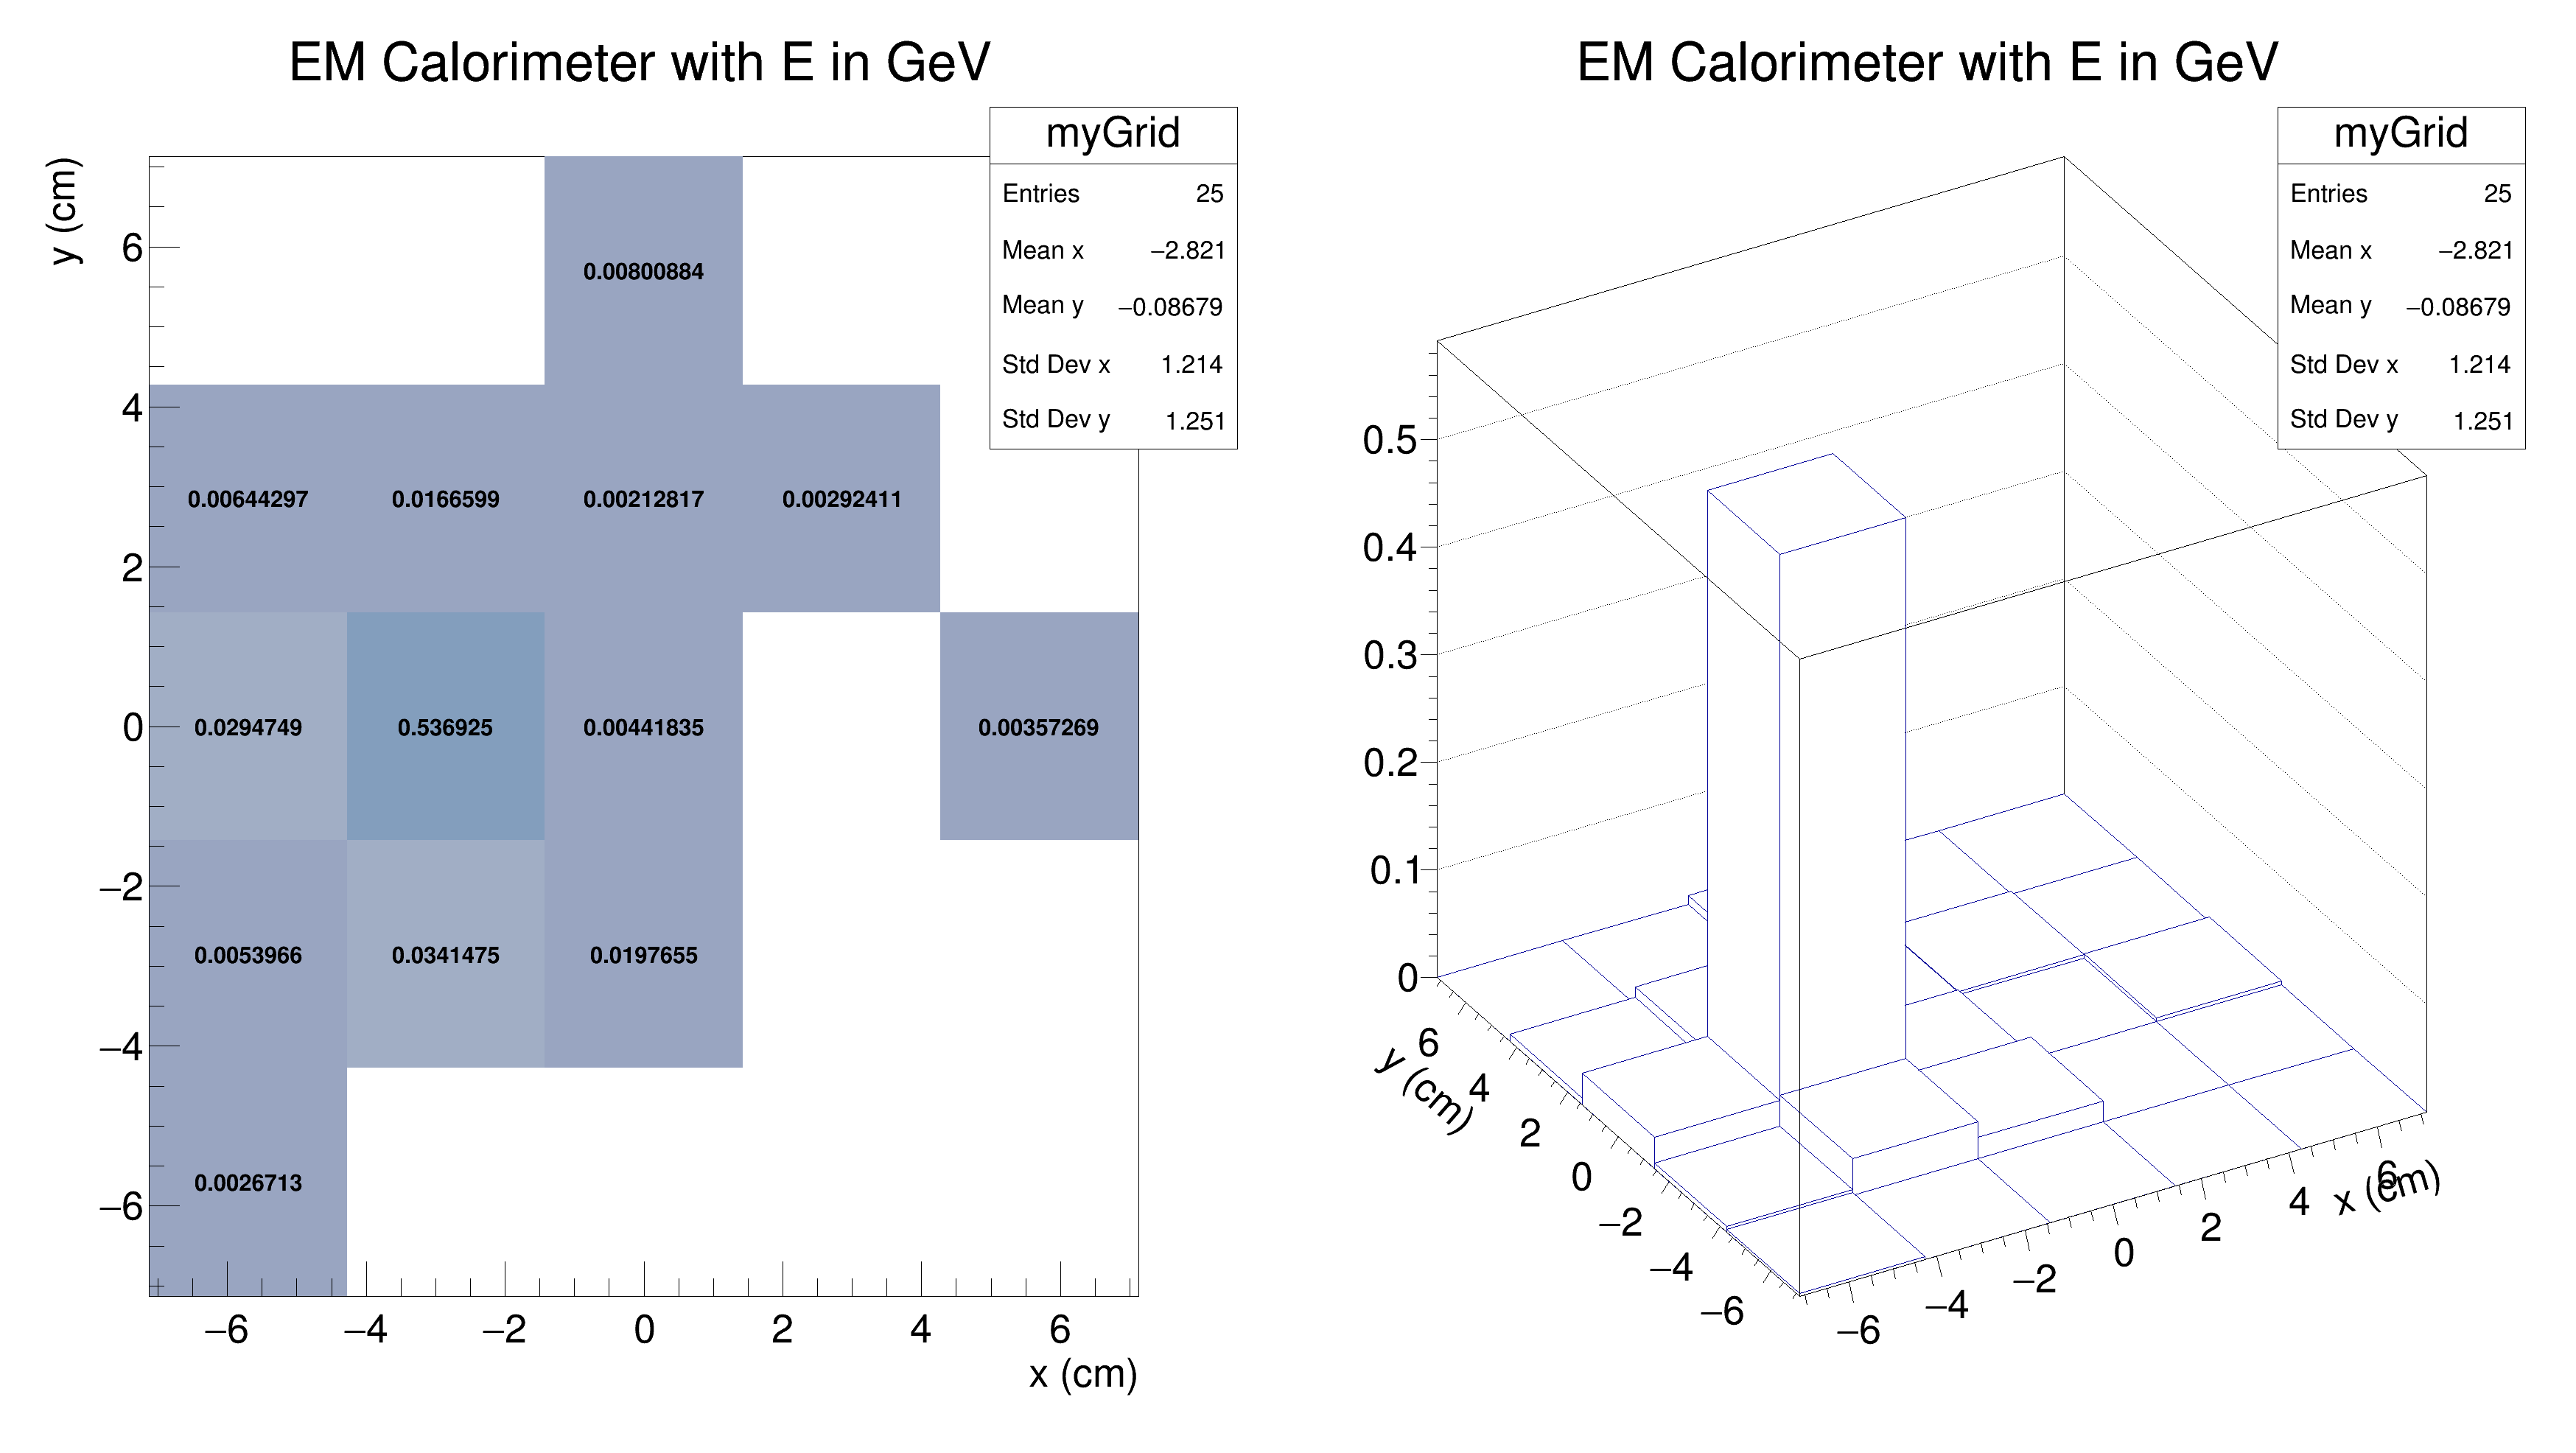 EM Calorimeter with E in GeV
myGrid
Entries 25
Mean x −2.821
Mean y −0.08679
Std Dev x 1.214
Std Dev y 1.251
y (cm)
6
4
2
0
−2
−4
−6
0.00800884
0.00644297 0.0166599 0.00212817 0.00292411
0.0294749 0.536925 0.00441835 0.00357269
0.0053966 0.0341475 0.0197655
0.0026713
−6 −4 −2 0 2 4 6
x (cm)
EM Calorimeter with E in GeV
myGrid
Entries 25
Mean x −2.821
Mean y −0.08679
Std Dev x 1.214
Std Dev y 1.251
0.5
0.4
0.3
0.2
0.1
0
y (cm)
6
4
2
0
−2
−4
−6
−6 −4 −2 0 2 4 6
x (cm)